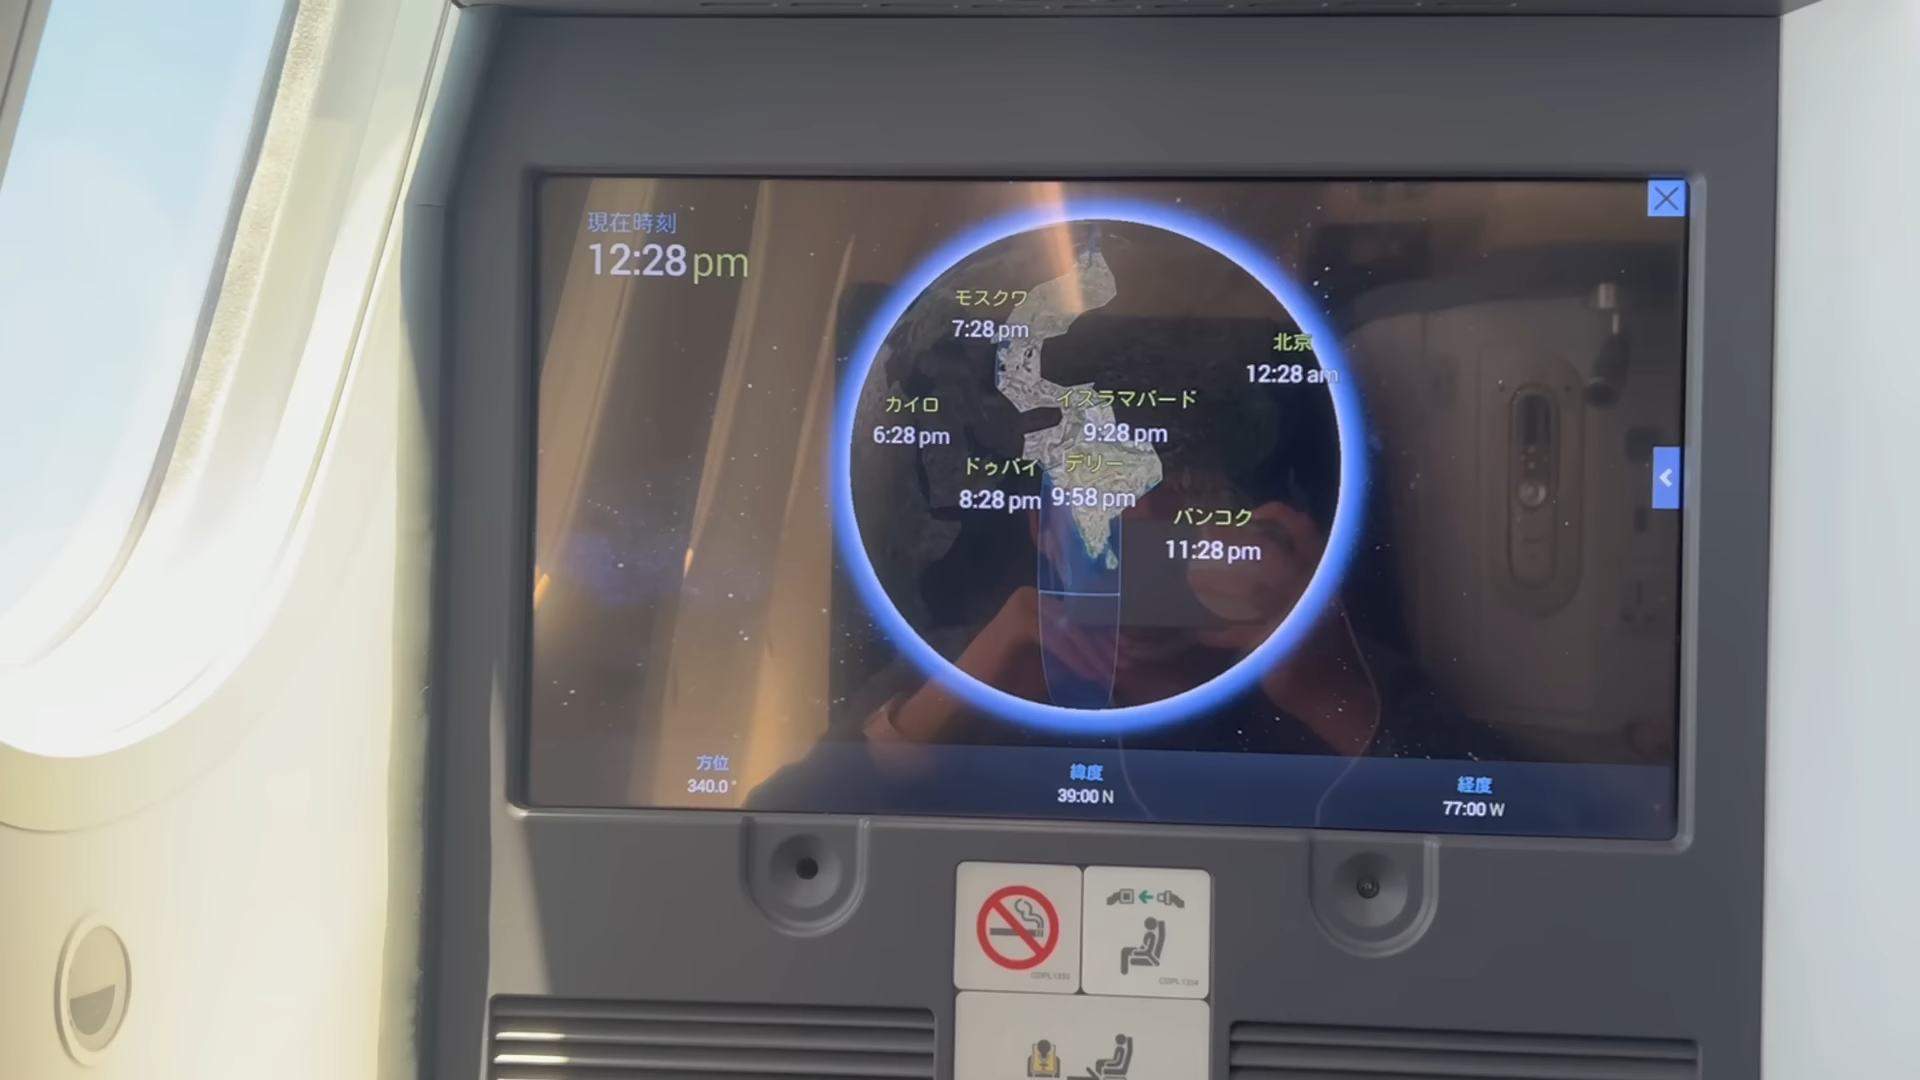 現在時刻
12:28 pm
モスクワ
7:28 pm
北京
12:28 am
カイロ
6:28 pm
イスラマバード
9:28 pm
ドゥバイ
8:28 pm
デリー
9:58 pm
バンコク
11:28 pm
方位
340.0 °
緯度
39:00 N
経度
77:00 W